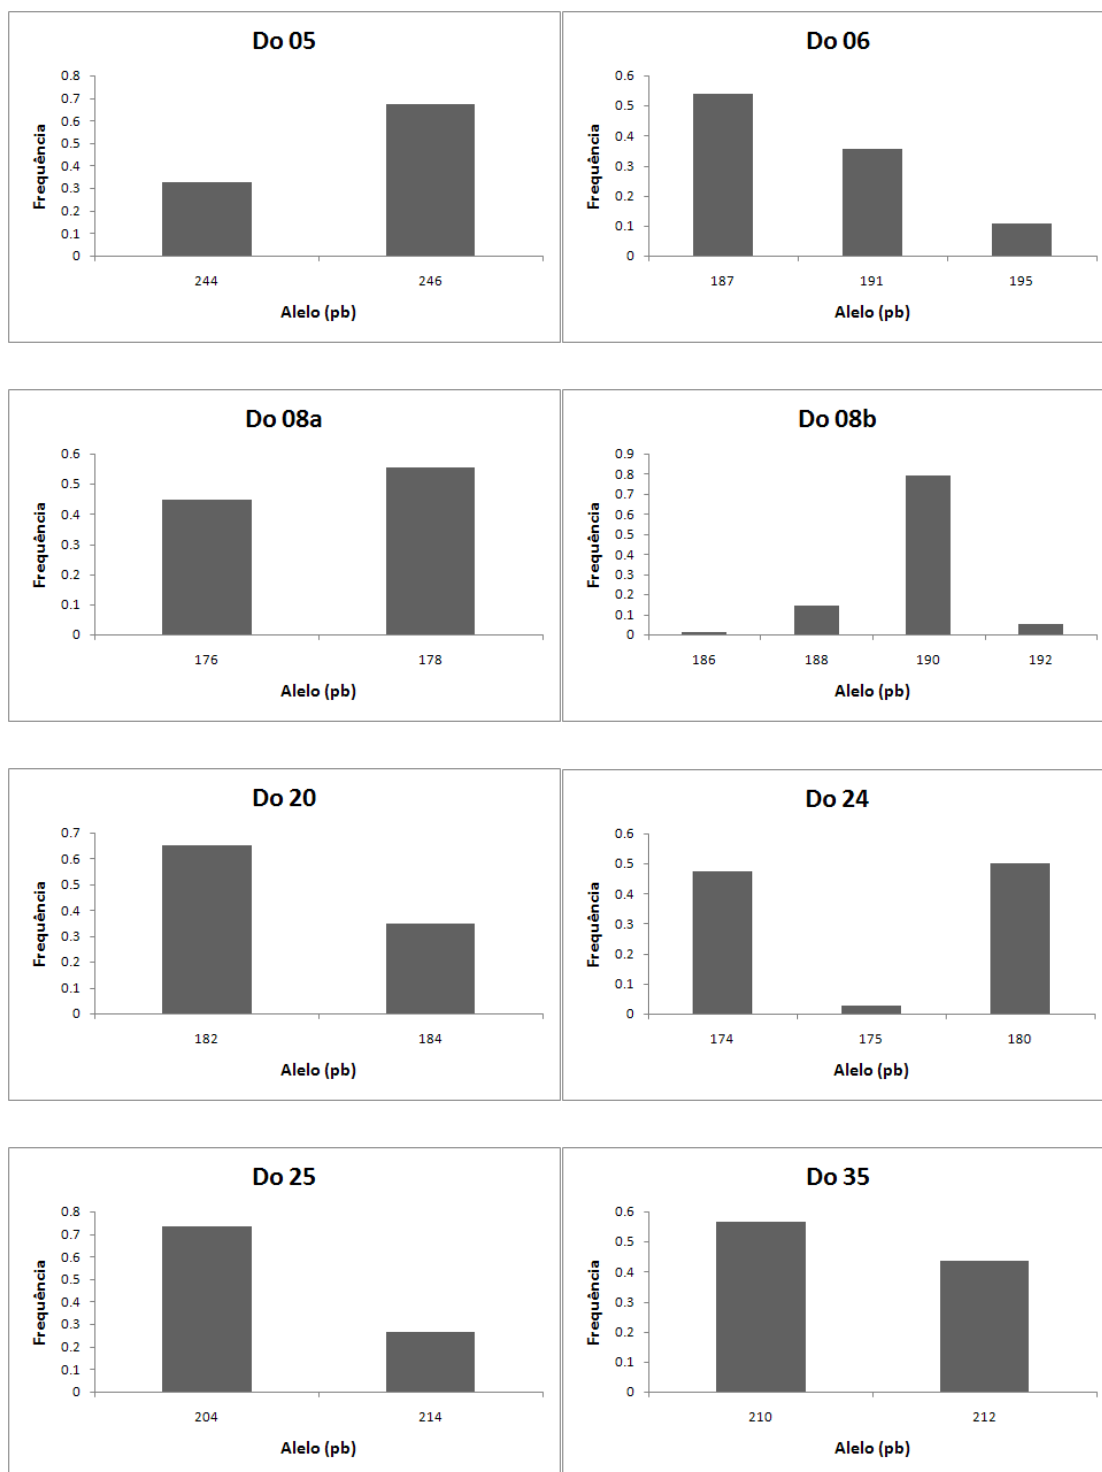 Do 05
Frequência
0.8
0.7
0.6
0.5
0.4
0.3
0.2
0.1
0
244 246
Alelo (pb)
Do 06
Frequência
0.6
0.5
0.4
0.3
0.2
0.1
0
187 191 195
Alelo (pb)
Do 08a
Frequência
0.6
0.5
0.4
0.3
0.2
0.1
0
176 178
Alelo (pb)
Do 08b
Frequência
0.9
0.8
0.7
0.6
0.5
0.4
0.3
0.2
0.1
0
186 188 190 192
Alelo (pb)
Do 20
Frequência
0.7
0.6
0.5
0.4
0.3
0.2
0.1
0
182 184
Alelo (pb)
Do 24
Frequência
0.6
0.5
0.4
0.3
0.2
0.1
0
174 175 180
Alelo (pb)
Do 25
Frequência
0.8
0.7
0.6
0.5
0.4
0.3
0.2
0.1
0
204 214
Alelo (pb)
Do 35
Frequência
0.6
0.5
0.4
0.3
0.2
0.1
0
210 212
Alelo (pb)